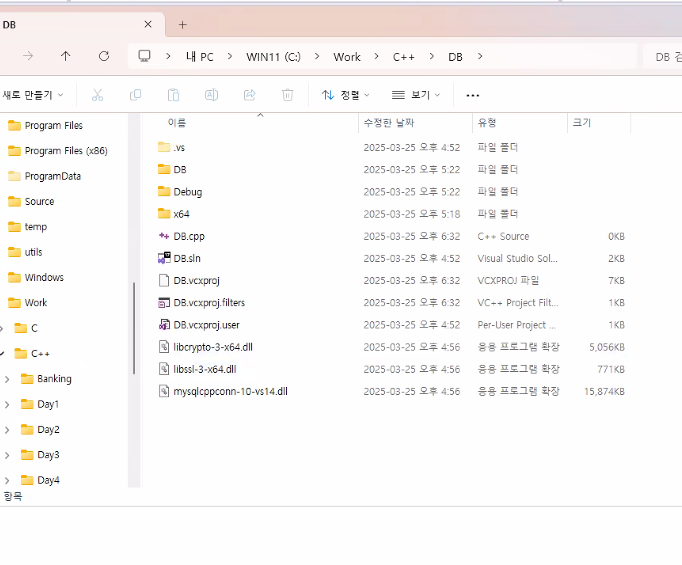 DB
내 PC > WIN11 (C:) > Work > C++ > DB >
DB 검
새로 만들기
정렬
보기
이름 수정한 날짜 유형 크기
Program Files
Program Files (x86)
ProgramData
Source
temp
utils
Windows
Work
C
C++
Banking
Day1
Day2
Day3
Day4
.vs 2025-03-25 오후 4:52 파일 폴더
DB 2025-03-25 오후 5:22 파일 폴더
Debug 2025-03-25 오후 5:22 파일 폴더
x64 2025-03-25 오후 5:18 파일 폴더
DB.cpp 2025-03-25 오후 6:32 C++ Source 0KB
DB.sln 2025-03-25 오후 4:52 Visual Studio Sol... 2KB
DB.vcxproj 2025-03-25 오후 6:32 VCXPROJ 파일 7KB
DB.vcxproj.filters 2025-03-25 오후 6:32 VC++ Project Filt... 1KB
DB.vcxproj.user 2025-03-25 오후 4:52 Per-User Project ... 1KB
libcrypto-3-x64.dll 2025-03-25 오후 4:56 응용 프로그램 확장 5,056KB
libssl-3-x64.dll 2025-03-25 오후 4:56 응용 프로그램 확장 771KB
mysqlcppconn-10-vs14.dll 2025-03-25 오후 4:56 응용 프로그램 확장 15,874KB
항목